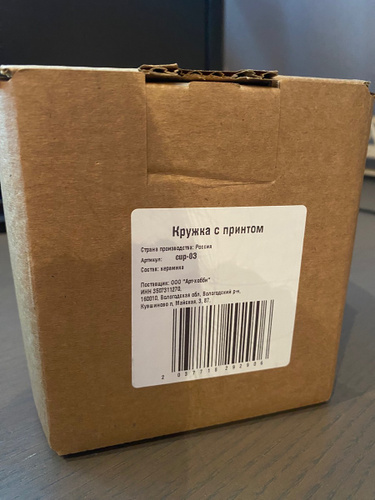 Кружка с принтом
Страна производства: Россия
Артикул: cup-03
Состав: керамика
Поставщик: ООО "Артхобби"
ИНН 3507311270,
160010, Вологодская обл, Вологодский р-н,
Кувшиново п, Майская, 3, 87.